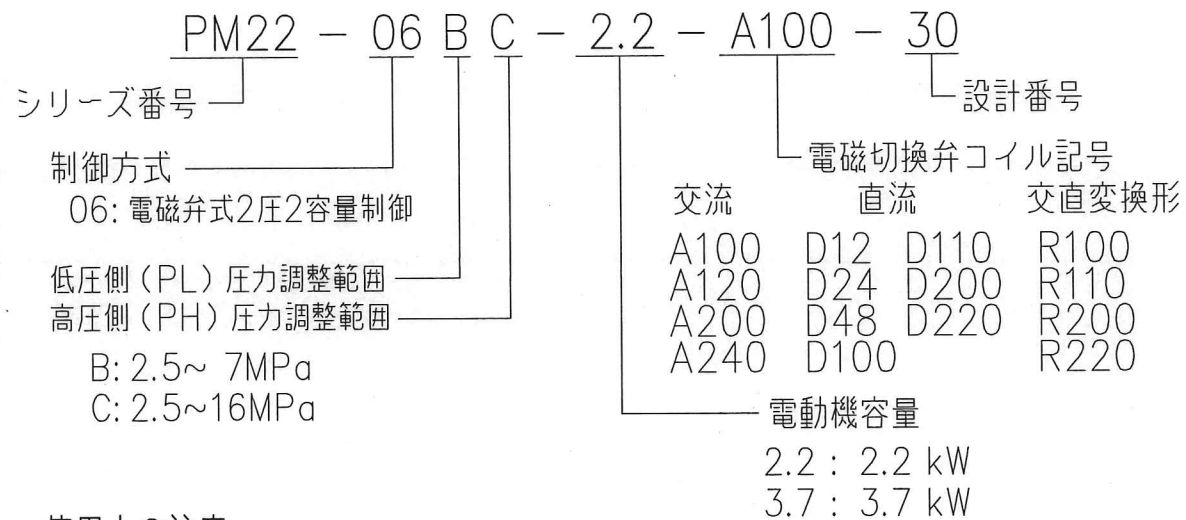 PM22 - 06 B C - 2.2 - A100 - 30
シリーズ番号
設計番号
制御方式
06: 電磁弁式2圧2容量制御
電磁切換弁コイル記号
交流 直流 交直変換形
A100 D12 D110 R100
A120 D24 D200 R110
A200 D48 D220 R200
A240 D100 R220
低圧側(PL)圧力調整範囲
高圧側(PH)圧力調整範囲
B: 2.5~ 7MPa
C: 2.5~16MPa
電動機容量
2.2 : 2.2 kW
3.7 : 3.7 kW